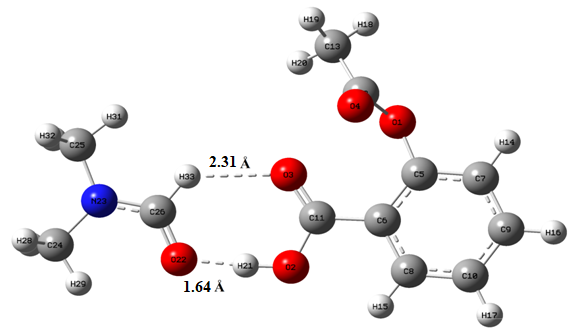 H19
H18
C13
H20
O4
O1
H31
H32
C25
2.31 Å
H14
H33
O3
C5
C7
N23
C26
C11
C6
C9
H16
H28
C24
O22
H21
O2
C8
C10
H29
1.64 Å
H15
H17